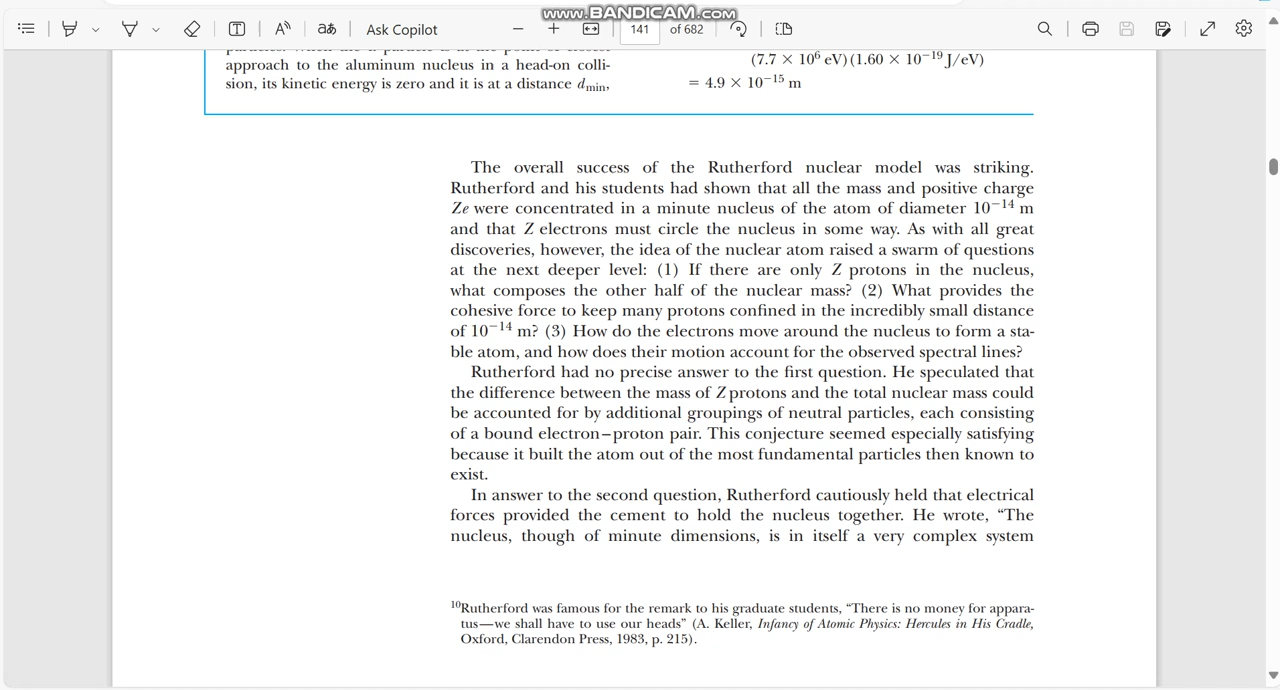 www.BANDICAM.com
Ask Copilot
141 of 682
approach to the aluminum nucleus in a head-on colli-
sion, its kinetic energy is zero and it is at a distance dmin,
(7.7 × 10⁶ eV)(1.60 × 10⁻¹⁹ J/eV)
= 4.9 × 10⁻¹⁵ m
The overall success of the Rutherford nuclear model was striking.
Rutherford and his students had shown that all the mass and positive charge
Ze were concentrated in a minute nucleus of the atom of diameter 10⁻¹⁴ m
and that Z electrons must circle the nucleus in some way. As with all great
discoveries, however, the idea of the nuclear atom raised a swarm of questions
at the next deeper level: (1) If there are only Z protons in the nucleus,
what composes the other half of the nuclear mass? (2) What provides the
cohesive force to keep many protons confined in the incredibly small distance
of 10⁻¹⁴ m? (3) How do the electrons move around the nucleus to form a sta-
ble atom, and how does their motion account for the observed spectral lines?
Rutherford had no precise answer to the first question. He speculated that
the difference between the mass of Z protons and the total nuclear mass could
be accounted for by additional groupings of neutral particles, each consisting
of a bound electron–proton pair. This conjecture seemed especially satisfying
because it built the atom out of the most fundamental particles then known to
exist.
In answer to the second question, Rutherford cautiously held that electrical
forces provided the cement to hold the nucleus together. He wrote, “The
nucleus, though of minute dimensions, is in itself a very complex system
¹⁰Rutherford was famous for the remark to his graduate students, “There is no money for appara-
tus—we shall have to use our heads” (A. Keller, Infancy of Atomic Physics: Hercules in His Cradle,
Oxford, Clarendon Press, 1983, p. 215).